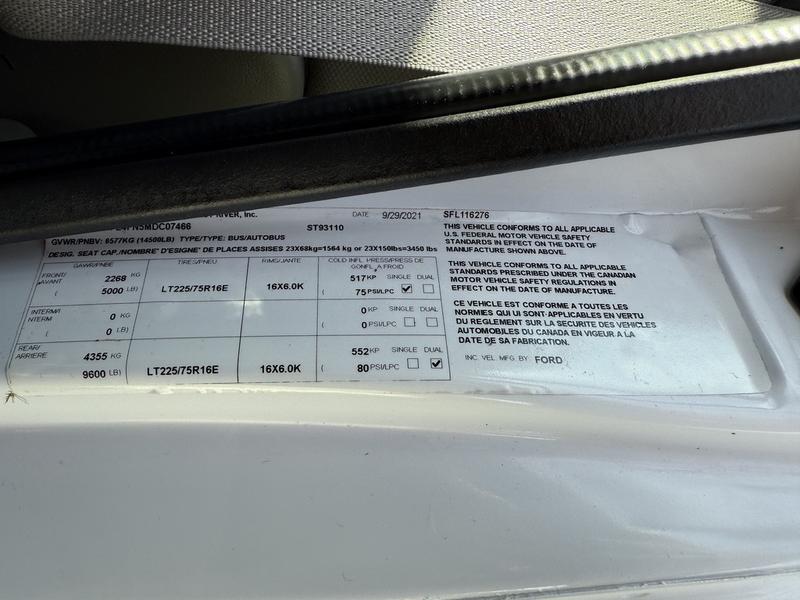 RIVER, Inc. DATE 9/29/2021 SFL116276
FN5MDC07466 ST93110
GVWR/PNBV: 6577KG (14500LB) TYPE/TYPE: BUS/AUTOBUS
DESIG. SEAT CAP./NOMBRE D'ESIGNE' DE PLACES ASSISES 23X68kg=1564 kg or 23X150lbs=3450 lbs
GAWR/PNBE TIRES/PNEU RIMS/JANTE COLD INFL. PRESS/PRESS DE GONFL. A FROID
FRONT/AVANT 2268 KG ( 5000 LB) LT225/75R16E 16X6.0K 517 KP ( 75 PSI/LPC SINGLE DUAL
INTERM/INTERM 0 KG ( 0 LB) 0 KP ( 0 PSI/LPC SINGLE DUAL
REAR/ARRIERE 4355 KG 9600 LB) LT225/75R16E 16X6.0K 552 KP ( 80 PSI/LPC SINGLE DUAL
THIS VEHICLE CONFORMS TO ALL APPLICABLE
U.S. FEDERAL MOTOR VEHICLE SAFETY
STANDARDS IN EFFECT ON THE DATE OF
MANUFACTURE SHOWN ABOVE.
THIS VEHICLE CONFORMS TO ALL APPLICABLE
STANDARDS PRESCRIBED UNDER THE CANADIAN
MOTOR VEHICLE SAFETY REGULATIONS IN
EFFECT ON THE DATE OF MANUFACTURE.
CE VEHICLE EST CONFORME A TOUTES LES
NORMIES QUI UI SONT-APPLICABLES EN VERTU
DU REGLEMENT SUR LA SECURITE DES VEHICLES
AUTOMOBILES DU CANADA EN VIGEUR A LA
DATE DE SA FABRICATION.
INC. VEL. MFG. BY FORD